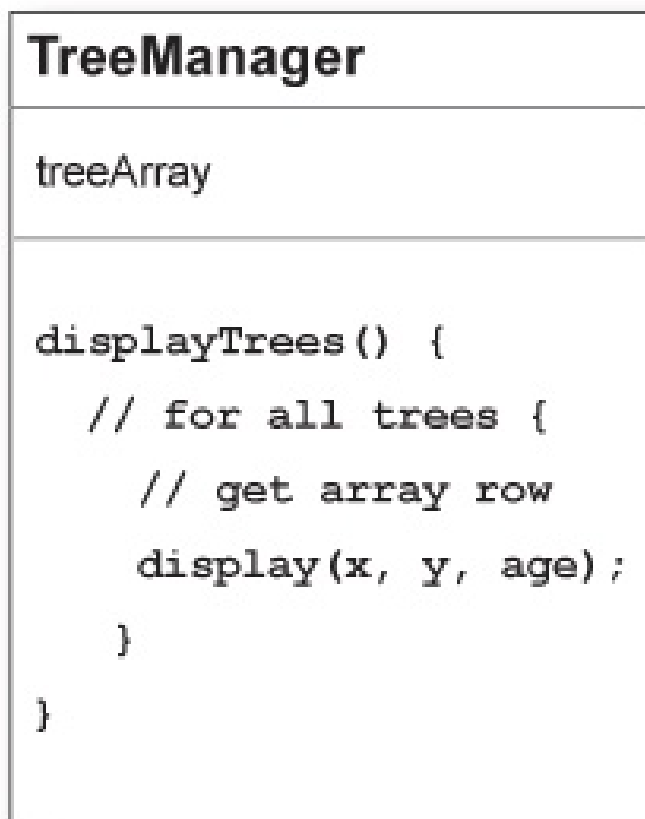 TreeManager
treeArray
displayTrees() {
// for all trees {
// get array row
display(x, y, age);
}
}